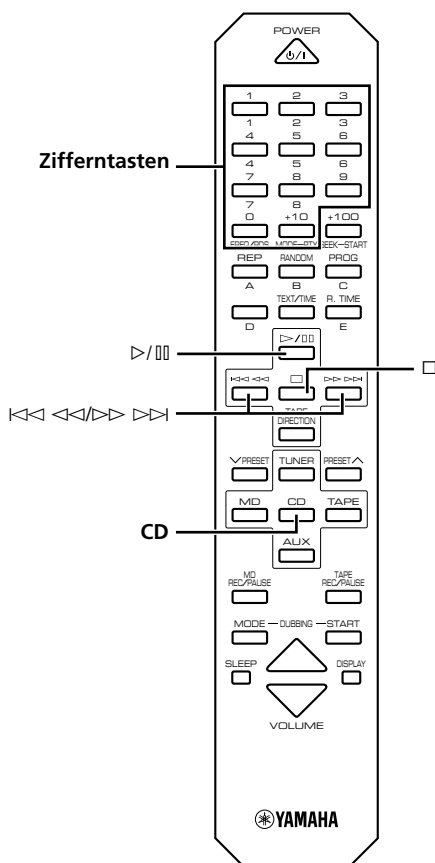 POWER
⏻/I
1 2 3
1 2 3
4 5 6
Zifferntasten
4 5 6
7 8 9
7 8
0 +10 +100
FREQ/RDS MODE–PTY SEEK–START
REP RANDOM PROG
A B C
TEXT/TIME R. TIME
D E
▷/▯▯
▷/▯▯
□
|◁◁ ◁◁ □ ▷▷ ▷▷|
|◁◁ ◁◁/▷▷ ▷▷|
TAPE
DIRECTION
∨PRESET TUNER PRESET∧
MD CD TAPE
CD
AUX
MD
REC/PAUSE
TAPE
REC/PAUSE
MODE –DUBBING –START
SLEEP DISPLAY
VOLUME
YAMAHA